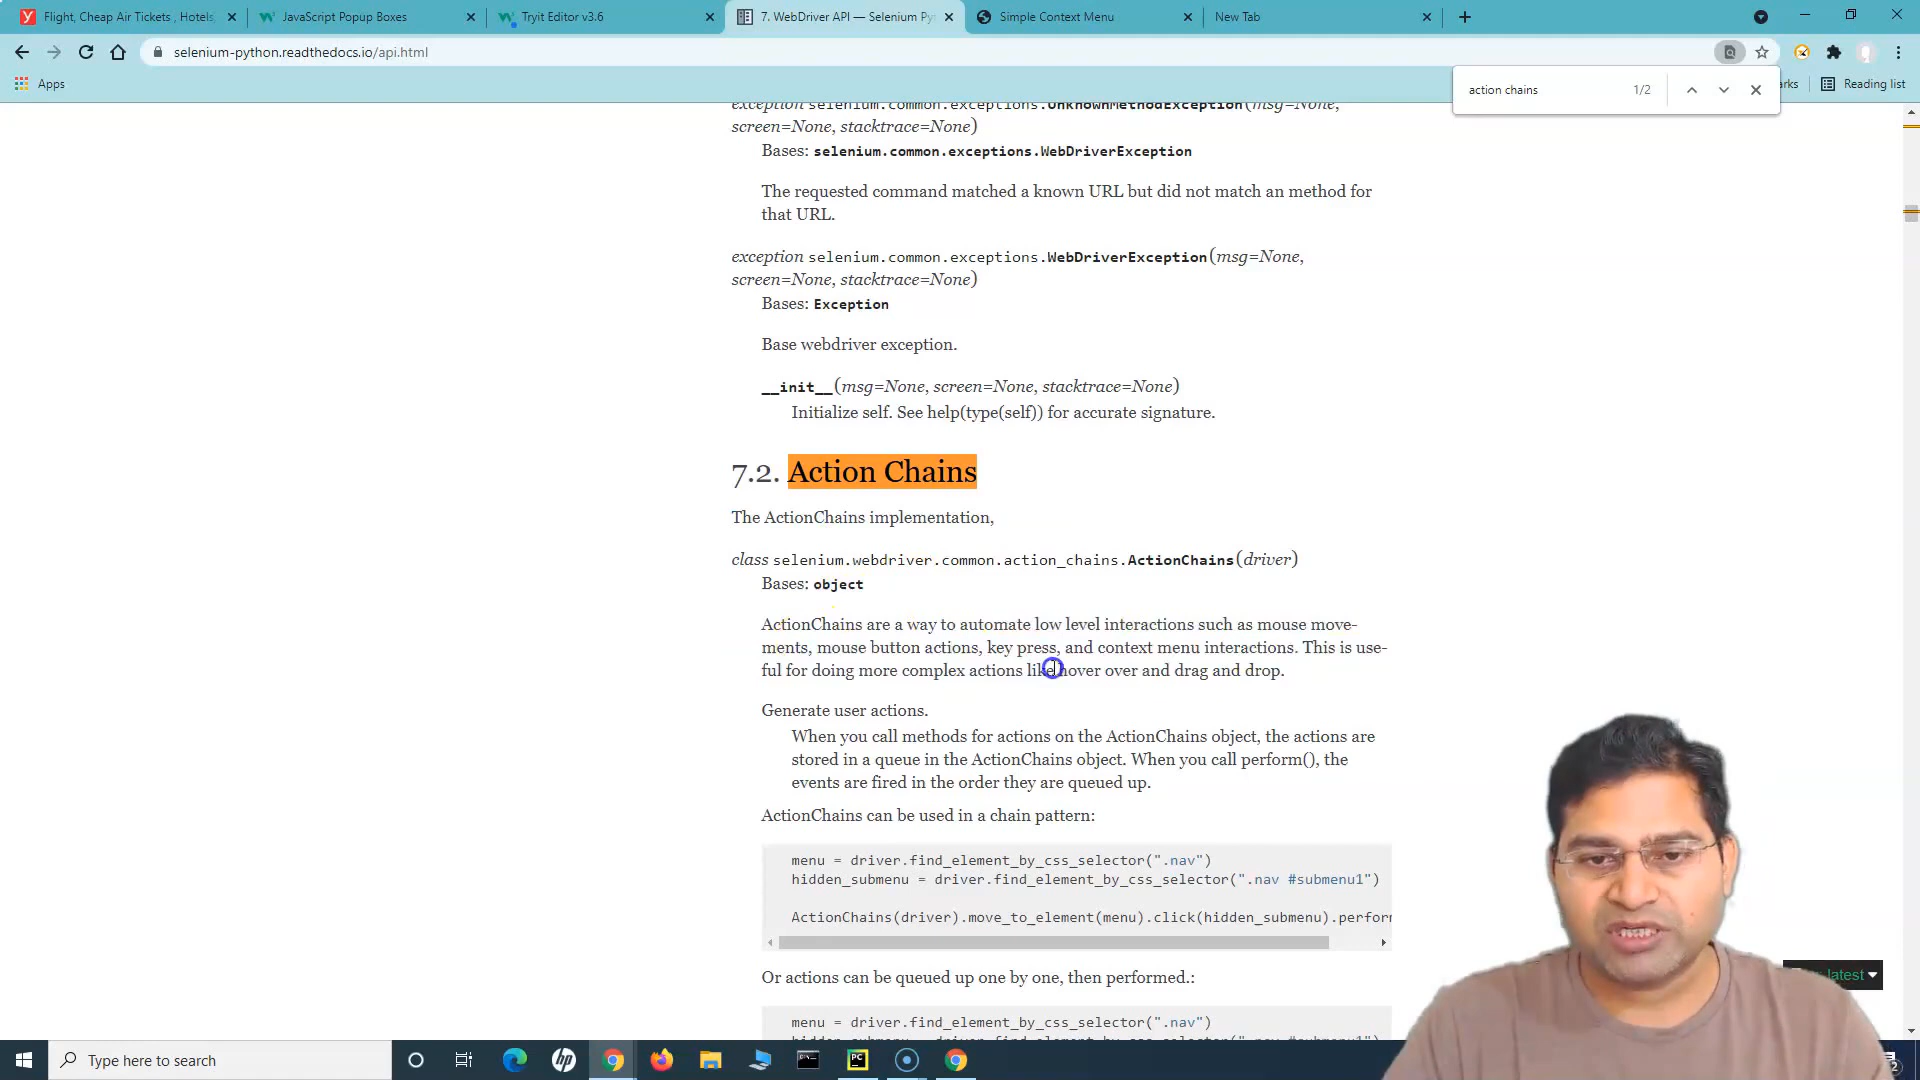 Flight, Cheap Air Tickets , Hotels
JavaScript Popup Boxes
Tryit Editor v3.6
7. WebDriver API — Selenium Py
Simple Context Menu
New Tab
selenium-python.readthedocs.io/api.html
Apps
action chains
1/2
arks
Reading list
exception selenium.common.exceptions.UnknownMethodException(msg=None,
screen=None, stacktrace=None)
Bases: selenium.common.exceptions.WebDriverException
The requested command matched a known URL but did not match an method for
that URL.
exception selenium.common.exceptions.WebDriverException(msg=None,
screen=None, stacktrace=None)
Bases: Exception
Base webdriver exception.
__init__(msg=None, screen=None, stacktrace=None)
Initialize self. See help(type(self)) for accurate signature.
7.2. Action Chains
The ActionChains implementation,
class selenium.webdriver.common.action_chains.ActionChains(driver)
Bases: object
ActionChains are a way to automate low level interactions such as mouse move-
ments, mouse button actions, key press, and context menu interactions. This is use-
ful for doing more complex actions like hover over and drag and drop.
Generate user actions.
When you call methods for actions on the ActionChains object, the actions are
stored in a queue in the ActionChains object. When you call perform(), the
events are fired in the order they are queued up.
ActionChains can be used in a chain pattern:
menu = driver.find_element_by_css_selector(".nav")
hidden_submenu = driver.find_element_by_css_selector(".nav #submenu1")
ActionChains(driver).move_to_element(menu).click(hidden_submenu).perform
Or actions can be queued up one by one, then performed.:
menu = driver.find_element_by_css_selector(".nav")
latest
Type here to search